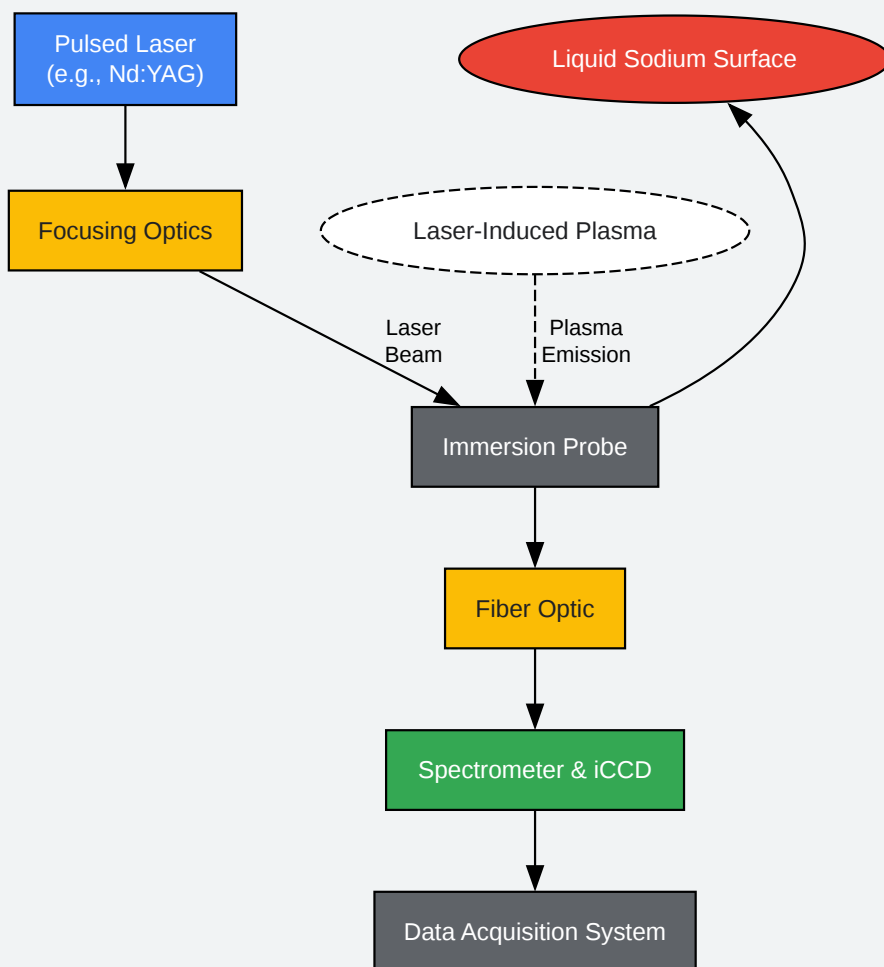 Pulsed Laser
(e.g., Nd:YAG)
Liquid Sodium Surface
Focusing Optics
Laser-Induced Plasma
Laser
Beam
Plasma
Emission
Immersion Probe
Fiber Optic
Spectrometer & iCCD
Data Acquisition System